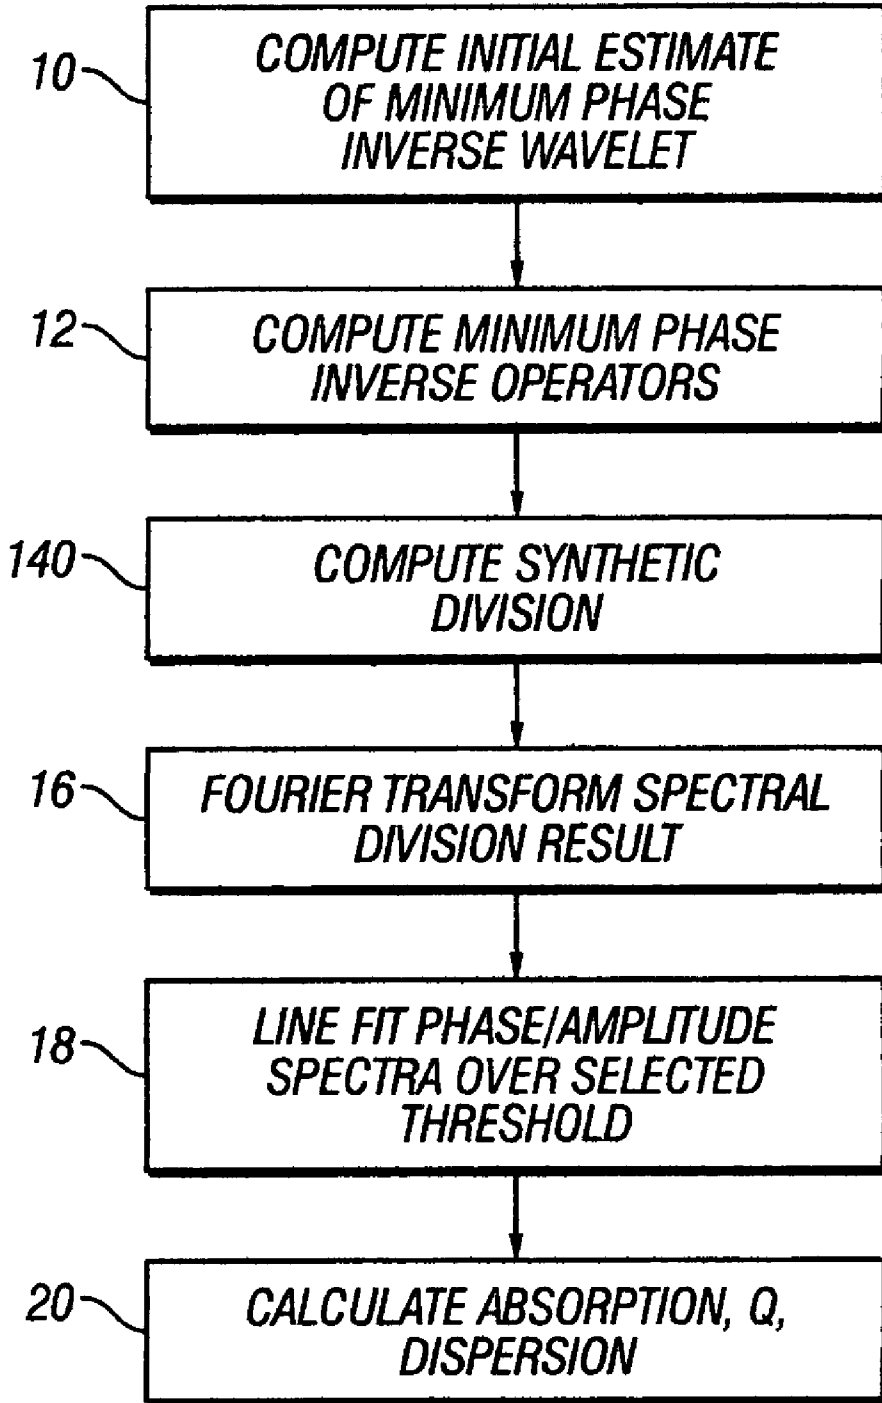 10
COMPUTE INITIAL ESTIMATE
OF MINIMUM PHASE
INVERSE WAVELET
12
COMPUTE MINIMUM PHASE
INVERSE OPERATORS
140
COMPUTE SYNTHETIC
DIVISION
16
FOURIER TRANSFORM SPECTRAL
DIVISION RESULT
18
LINE FIT PHASE/AMPLITUDE
SPECTRA OVER SELECTED
THRESHOLD
20
CALCULATE ABSORPTION, Q,
DISPERSION